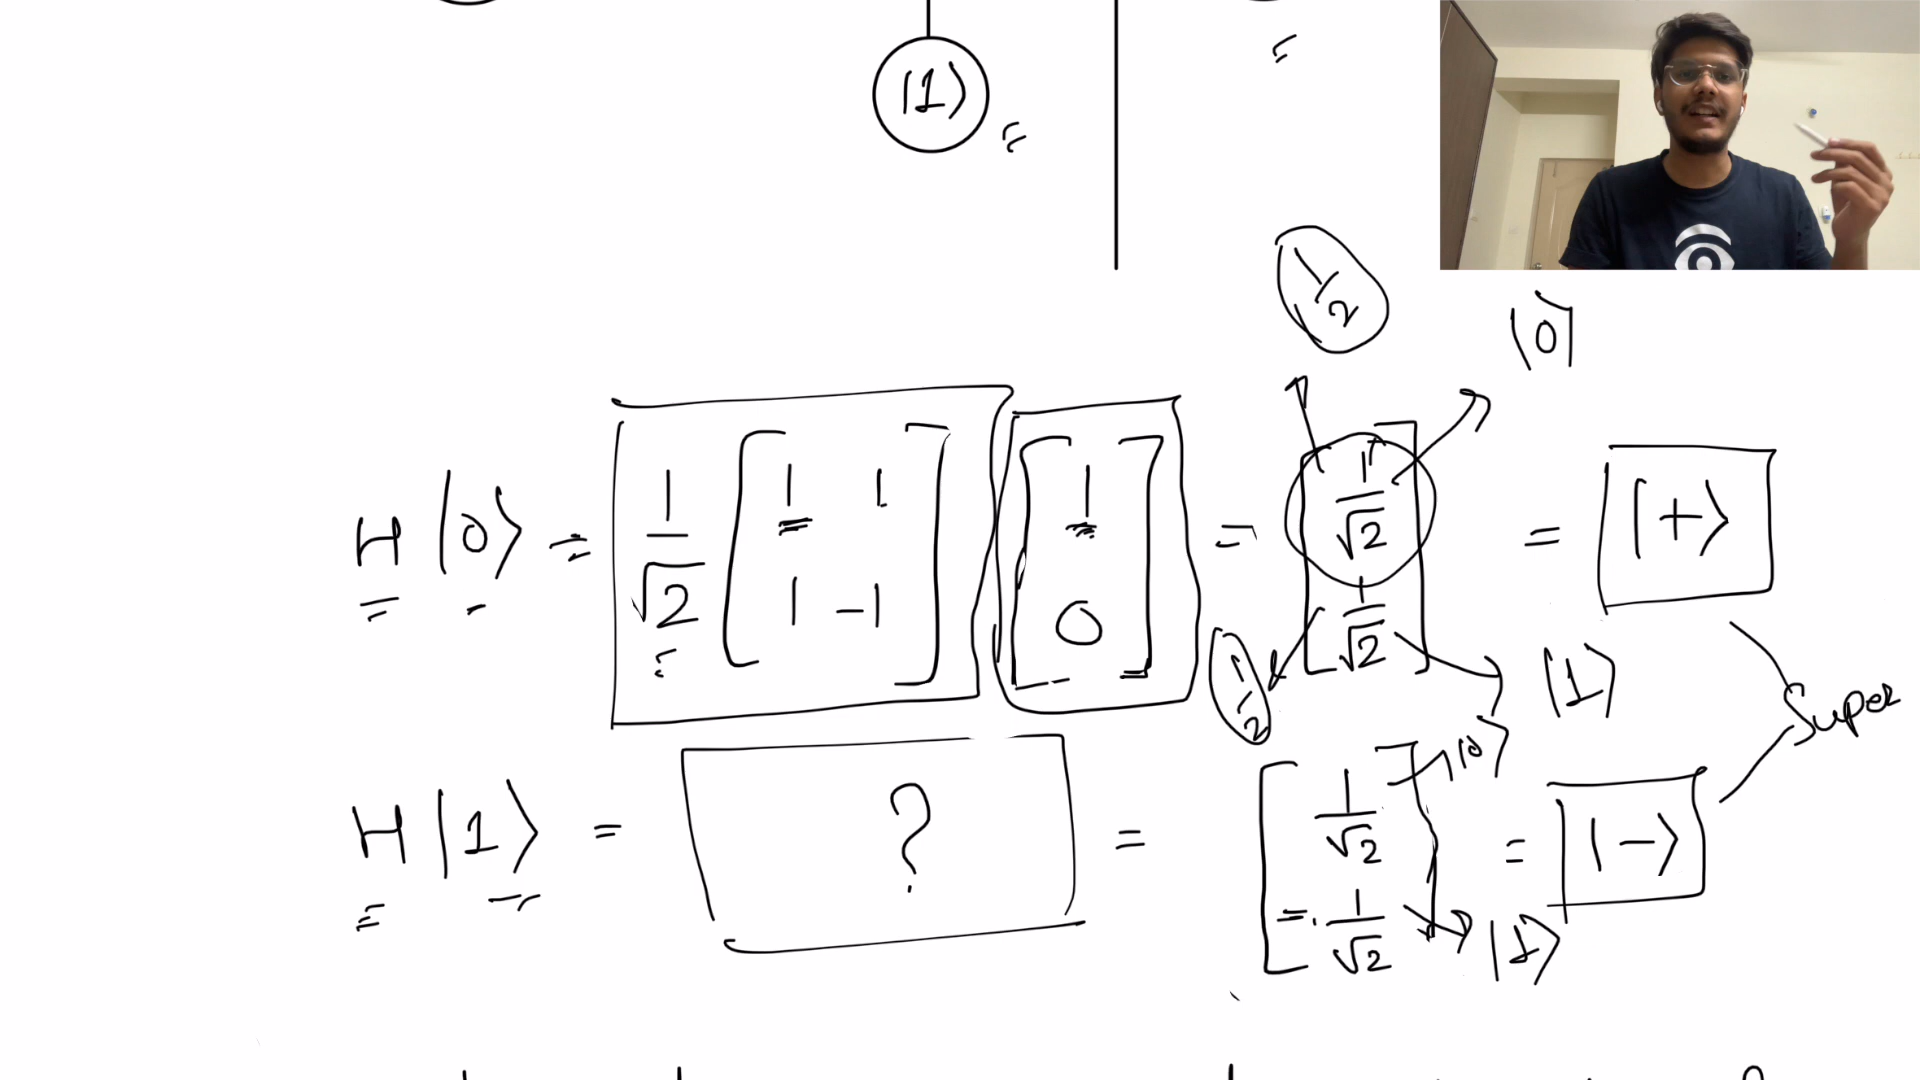 |1⟩
1/2
|0⟩
H |0⟩ = 1/√2 [1 1; 1 -1] [1; 0] = [1/√2; 1/√2] = |+⟩
1/2
|1⟩
Super
|0⟩
H |1⟩ = ? = [1/√2; -1/√2] = |-⟩
|1⟩